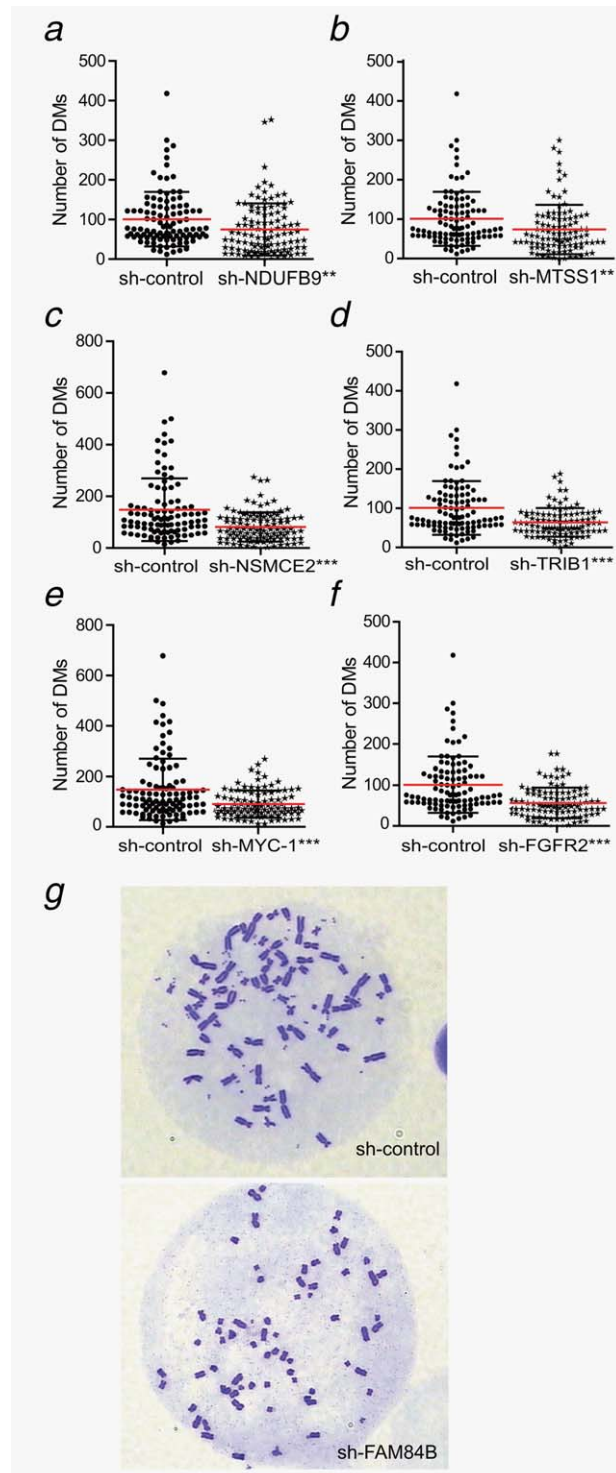 a
b
500
400
300
200
100
0
Number of DMs
sh-control
sh-NDUFB9**
500
400
300
200
100
0
Number of DMs
sh-control
sh-MTSS1**
c
d
800
600
400
200
0
Number of DMs
sh-control
sh-NSMCE2***
500
400
300
200
100
0
Number of DMs
sh-control
sh-TRIB1***
e
f
800
600
400
200
0
Number of DMs
sh-control
sh-MYC-1***
500
400
300
200
100
0
Number of DMs
sh-control
sh-FGFR2***
g
sh-control
sh-FAM84B